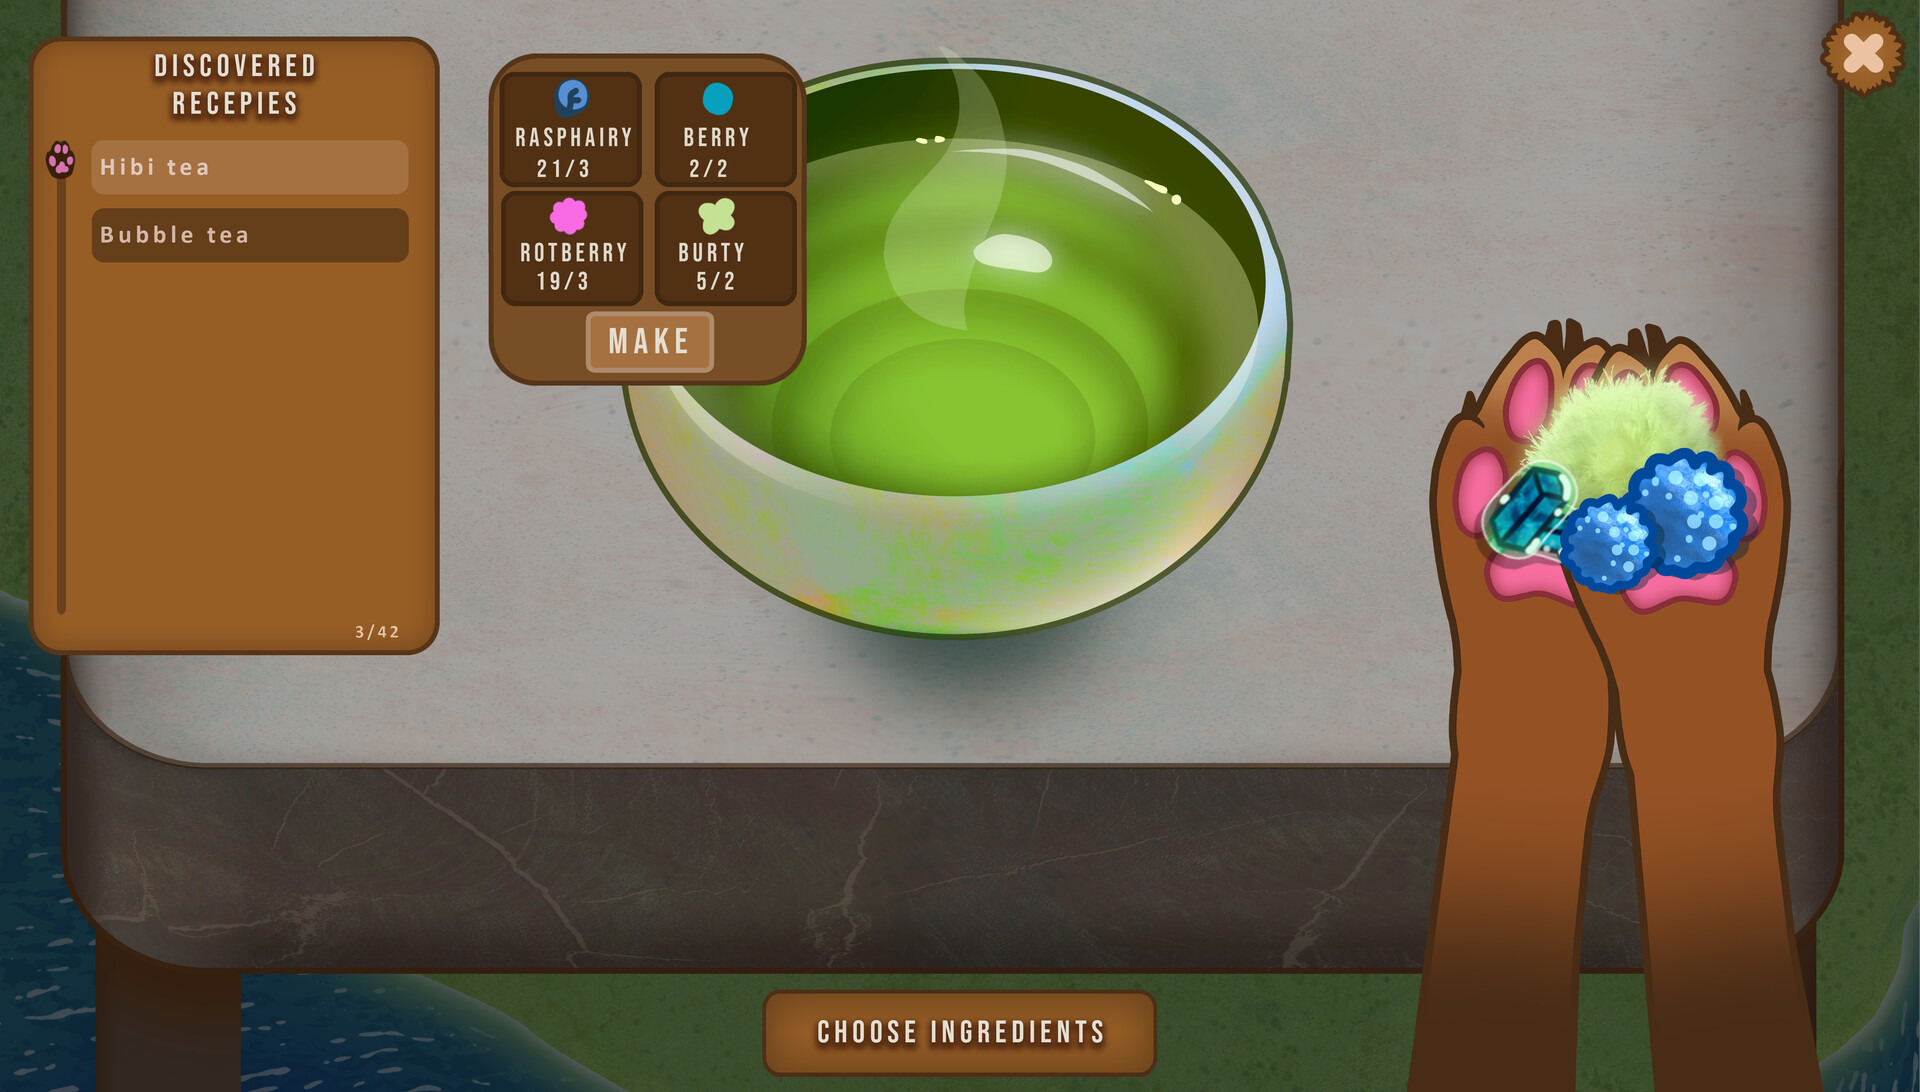 DISCOVERED
RECEPIES
Hibi tea
Bubble tea
3/42
RASPHAIRY
21/3
BERRY
2/2
ROTBERRY
19/3
BURTY
5/2
MAKE
CHOOSE INGREDIENTS